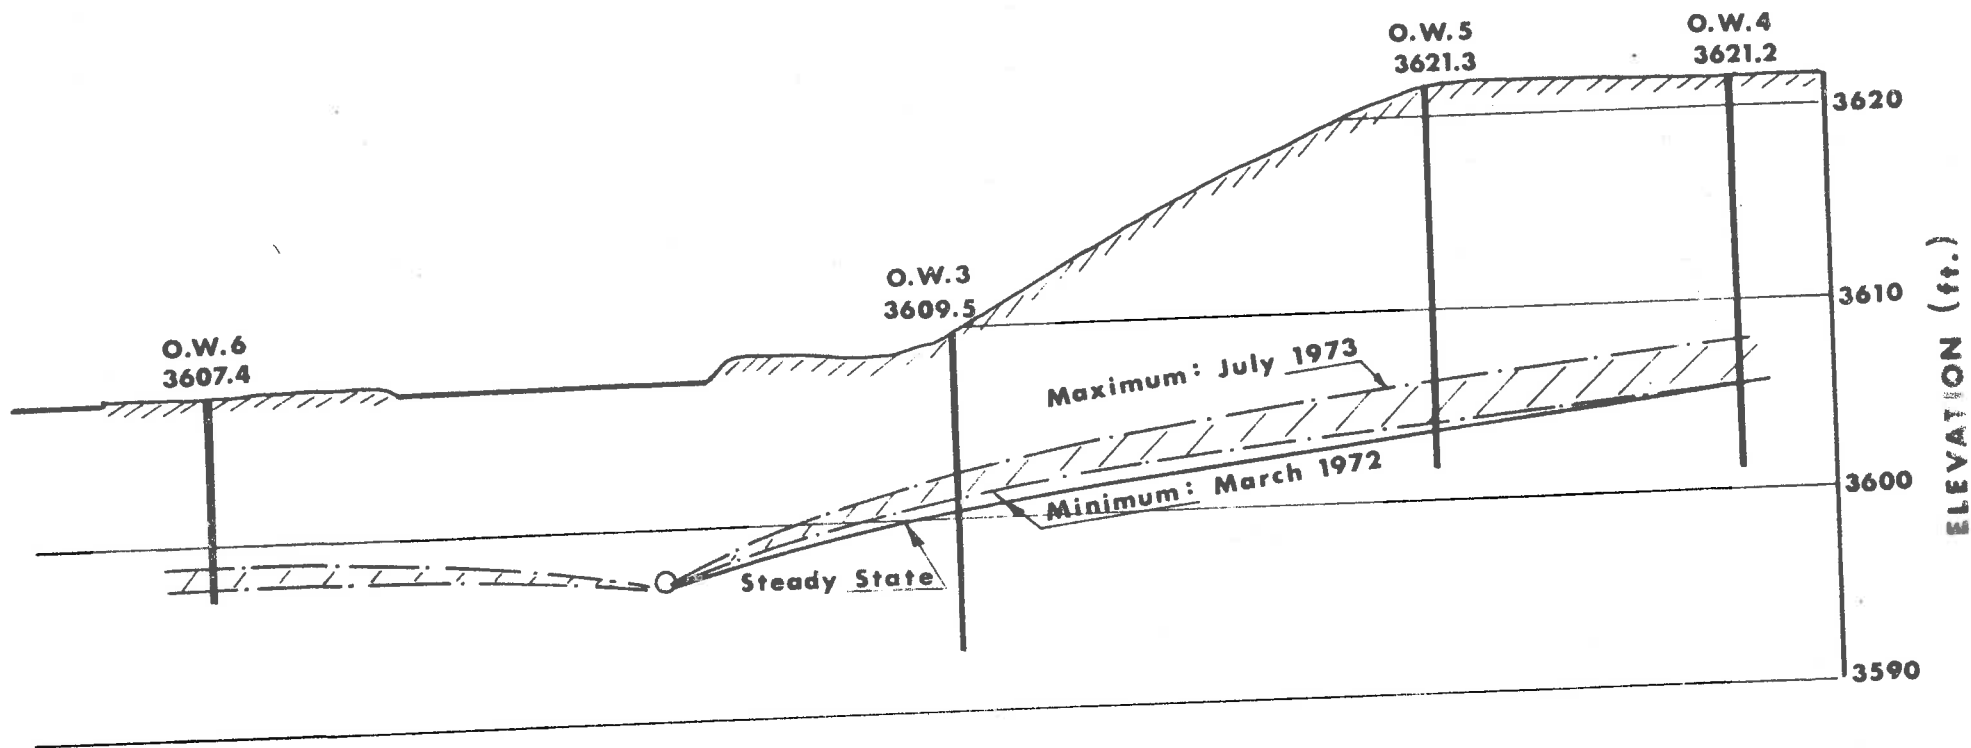 O.W.5
3621.3
O.W.4
3621.2
3620
O.W.3
3609.5
3610
O.W.6
3607.4
Maximum: July 1973
Minimum: March 1972
Steady State
3600
3590
ELEVATION (ft.)